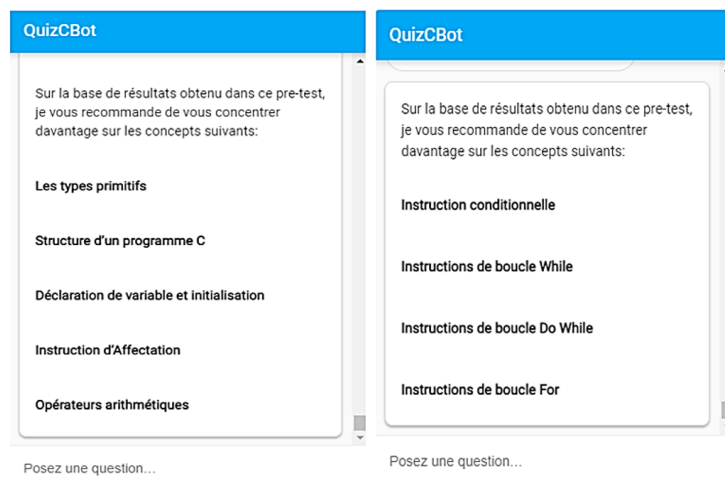 QuizCBot
Sur la base de résultats obtenu dans ce pre-test,
je vous recommande de vous concentrer
davantage sur les concepts suivants:
Les types primitifs
Structure d'un programme C
Déclaration de variable et initialisation
Instruction d'Affectation
Opérateurs arithmétiques
Posez une question...
QuizCBot
Sur la base de résultats obtenu dans ce pre-test,
je vous recommande de vous concentrer
davantage sur les concepts suivants:
Instruction conditionnelle
Instructions de boucle While
Instructions de boucle Do While
Instructions de boucle For
Posez une question...